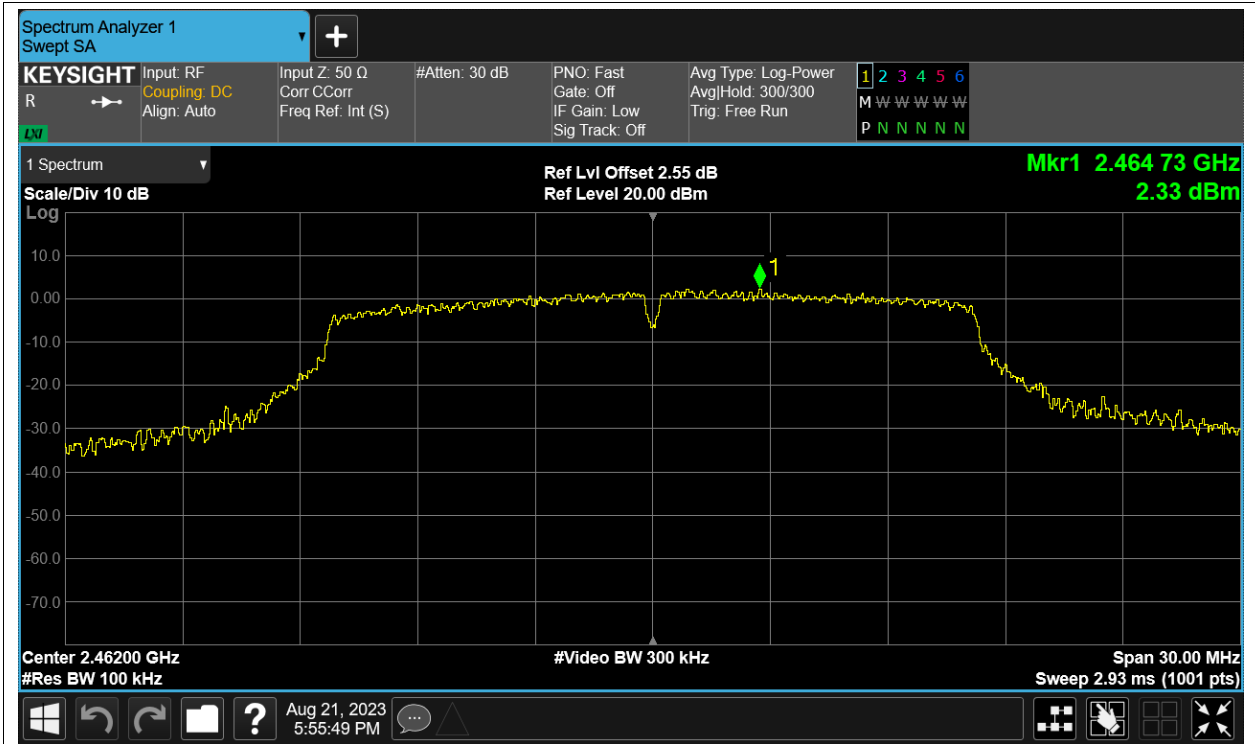 Spectrum Analyzer 1
Swept SA
KEYSIGHT
R
LXI
Input: RF
Coupling: DC
Align: Auto
Input Z: 50 Ω
Corr CCorr
Freq Ref: Int (S)
#Atten: 30 dB
PNO: Fast
Gate: Off
IF Gain: Low
Sig Track: Off
Avg Type: Log-Power
Avg|Hold: 300/300
Trig: Free Run
1 2 3 4 5 6
M W W W W W
P N N N N N
1 Spectrum
Scale/Div 10 dB
Ref Lvl Offset 2.55 dB
Ref Level 20.00 dBm
Mkr1 2.464 73 GHz
2.33 dBm
Log
10.0
0.00
-10.0
-20.0
-30.0
-40.0
-50.0
-60.0
-70.0
1
Center 2.46200 GHz
#Res BW 100 kHz
#Video BW 300 kHz
Span 30.00 MHz
Sweep 2.93 ms (1001 pts)
?
Aug 21, 2023
5:55:49 PM